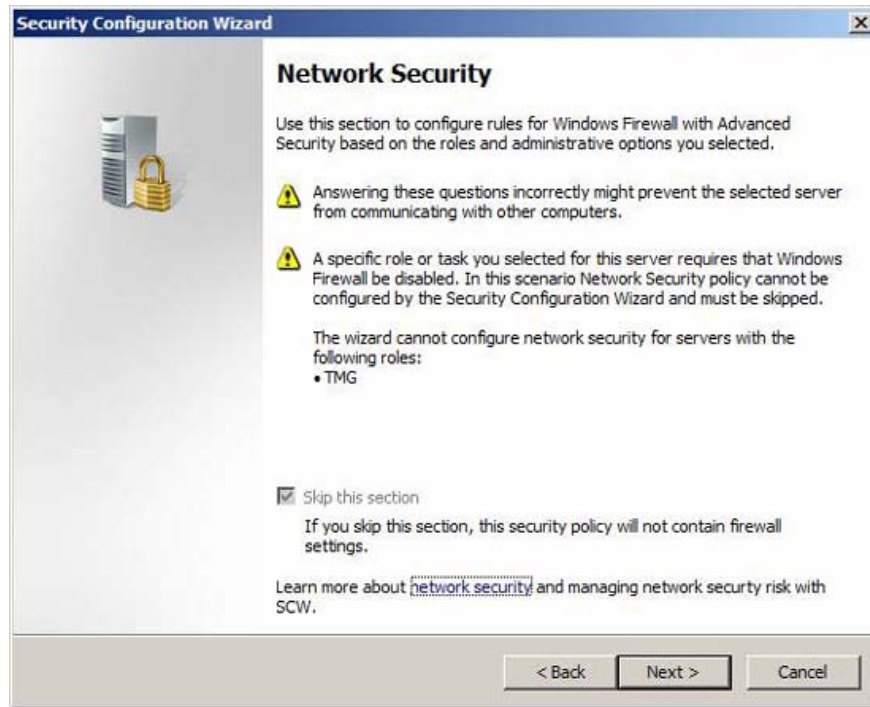 Security Configuration Wizard
Network Security
Use this section to configure rules for Windows Firewall with Advanced
Security based on the roles and administrative options you selected.
Answering these questions incorrectly might prevent the selected server
from communicating with other computers.
A specific role or task you selected for this server requires that Windows
Firewall be disabled. In this scenario Network Security policy cannot be
configured by the Security Configuration Wizard and must be skipped.
The wizard cannot configure network security for servers with the
following roles:
• TMG
Skip this section
If you skip this section, this security policy will not contain firewall
settings.
Learn more about network security and managing network securty risk with
SCW.
< Back
Next >
Cancel